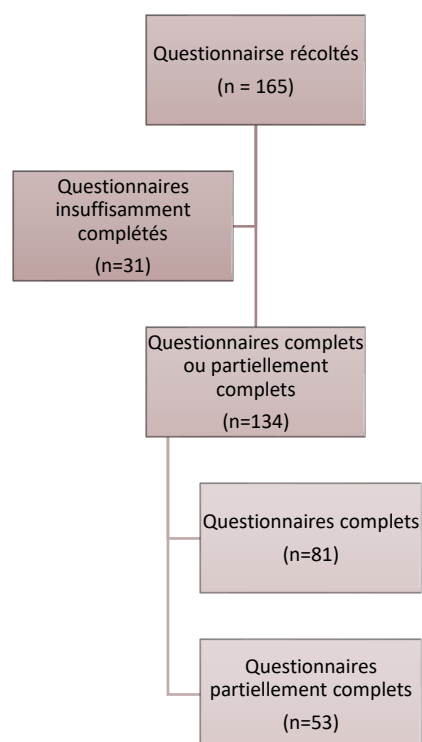 Questionnairse récoltés
(n = 165)
Questionnaires
insuffisamment
complétés
(n=31)
Questionnaires complets
ou partiellement
complets
(n=134)
Questionnaires complets
(n=81)
Questionnaires
partiellement complets
(n=53)